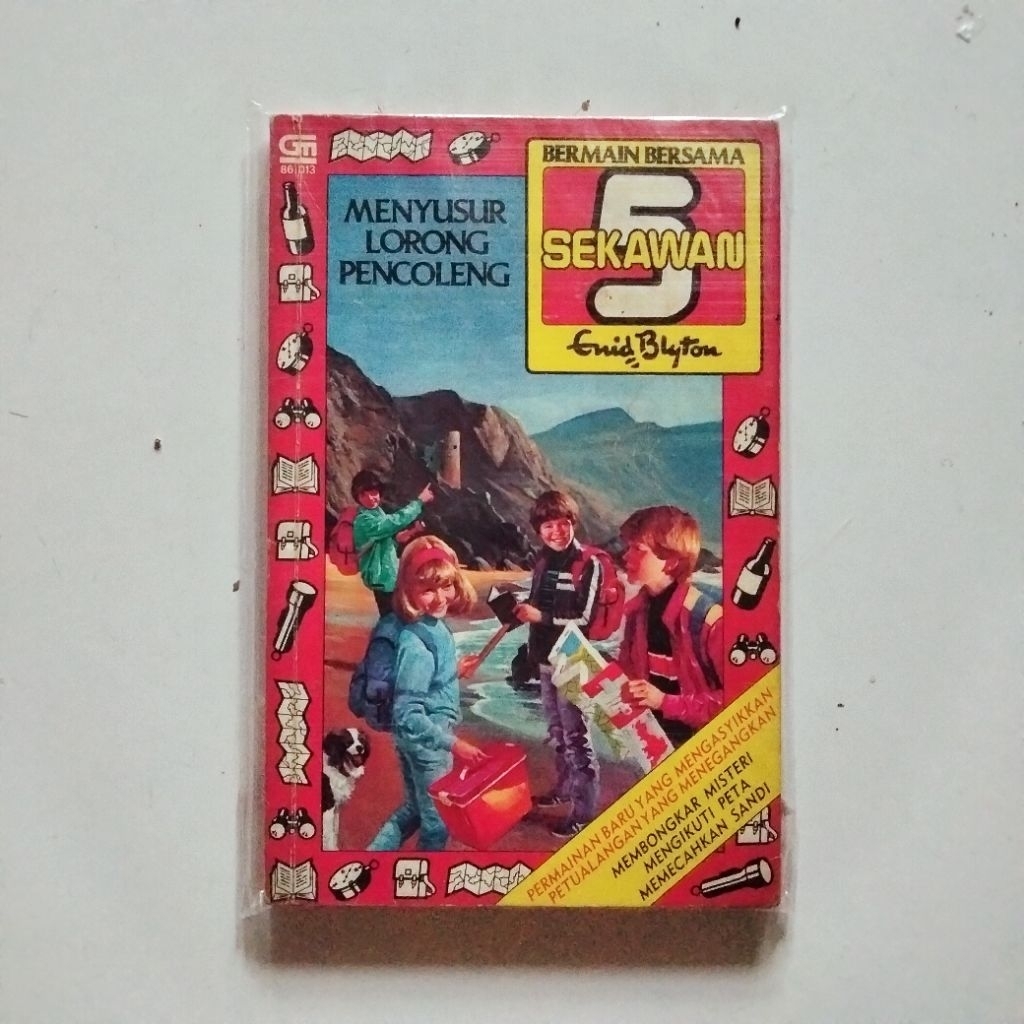 GM
86.013
MENYUSUR
LORONG
PENCOLENG
BERMAIN BERSAMA
5
SEKAWAN
Enid Blyton
PERMAINAN BARU YANG MENGASYIKKAN
PETUALANGAN YANG MENEGANGKAN
MEMBONGKAR MISTERI
MENGIKUTI PETA
MEMECAHKAN SANDI